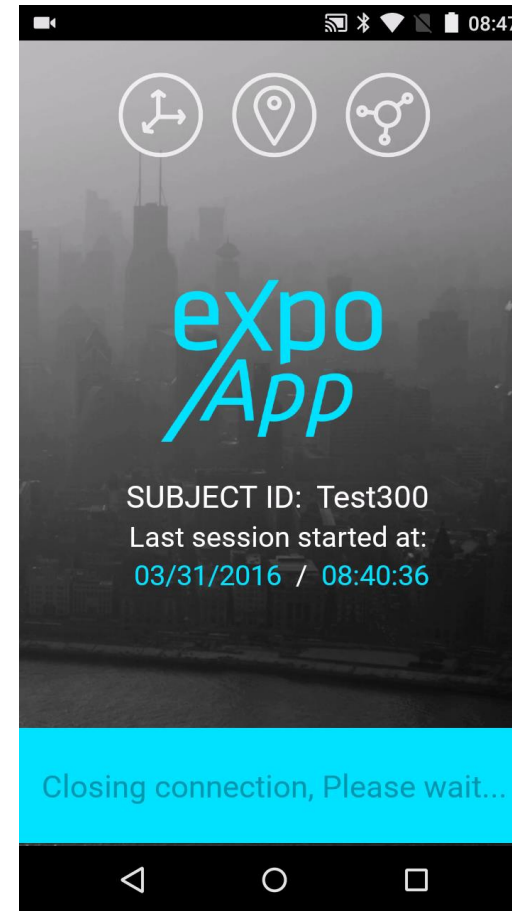 08:47
expo
App
SUBJECT ID: Test300
Last session started at:
03/31/2016 / 08:40:36
Closing connection, Please wait...